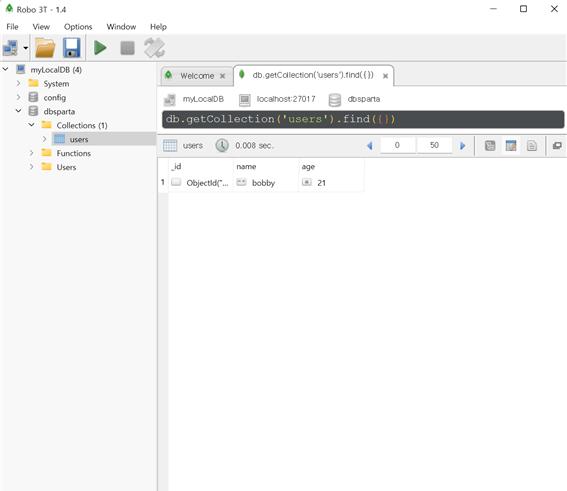 Robo 3T - 1.4
File View Options Window Help
myLocalDB (4)
System
config
dbsparta
Collections (1)
users
Functions
Users
Welcome
db.getCollection('users').find({})
myLocalDB localhost:27017 dbsparta
db.getCollection('users').find({})
users 0.008 sec. 0 50
_id name age
1 ObjectId("... bobby 21